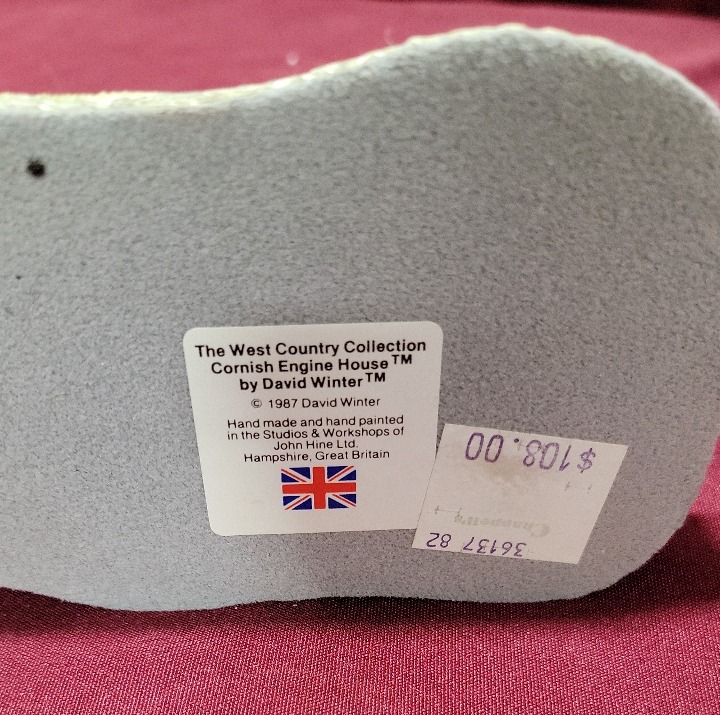 The West Country Collection
Cornish Engine House™
by David Winter™
© 1987 David Winter
Hand made and hand painted
in the Studios & Workshops of
John Hine Ltd.
Hampshire, Great Britain
36137 82
$108.00